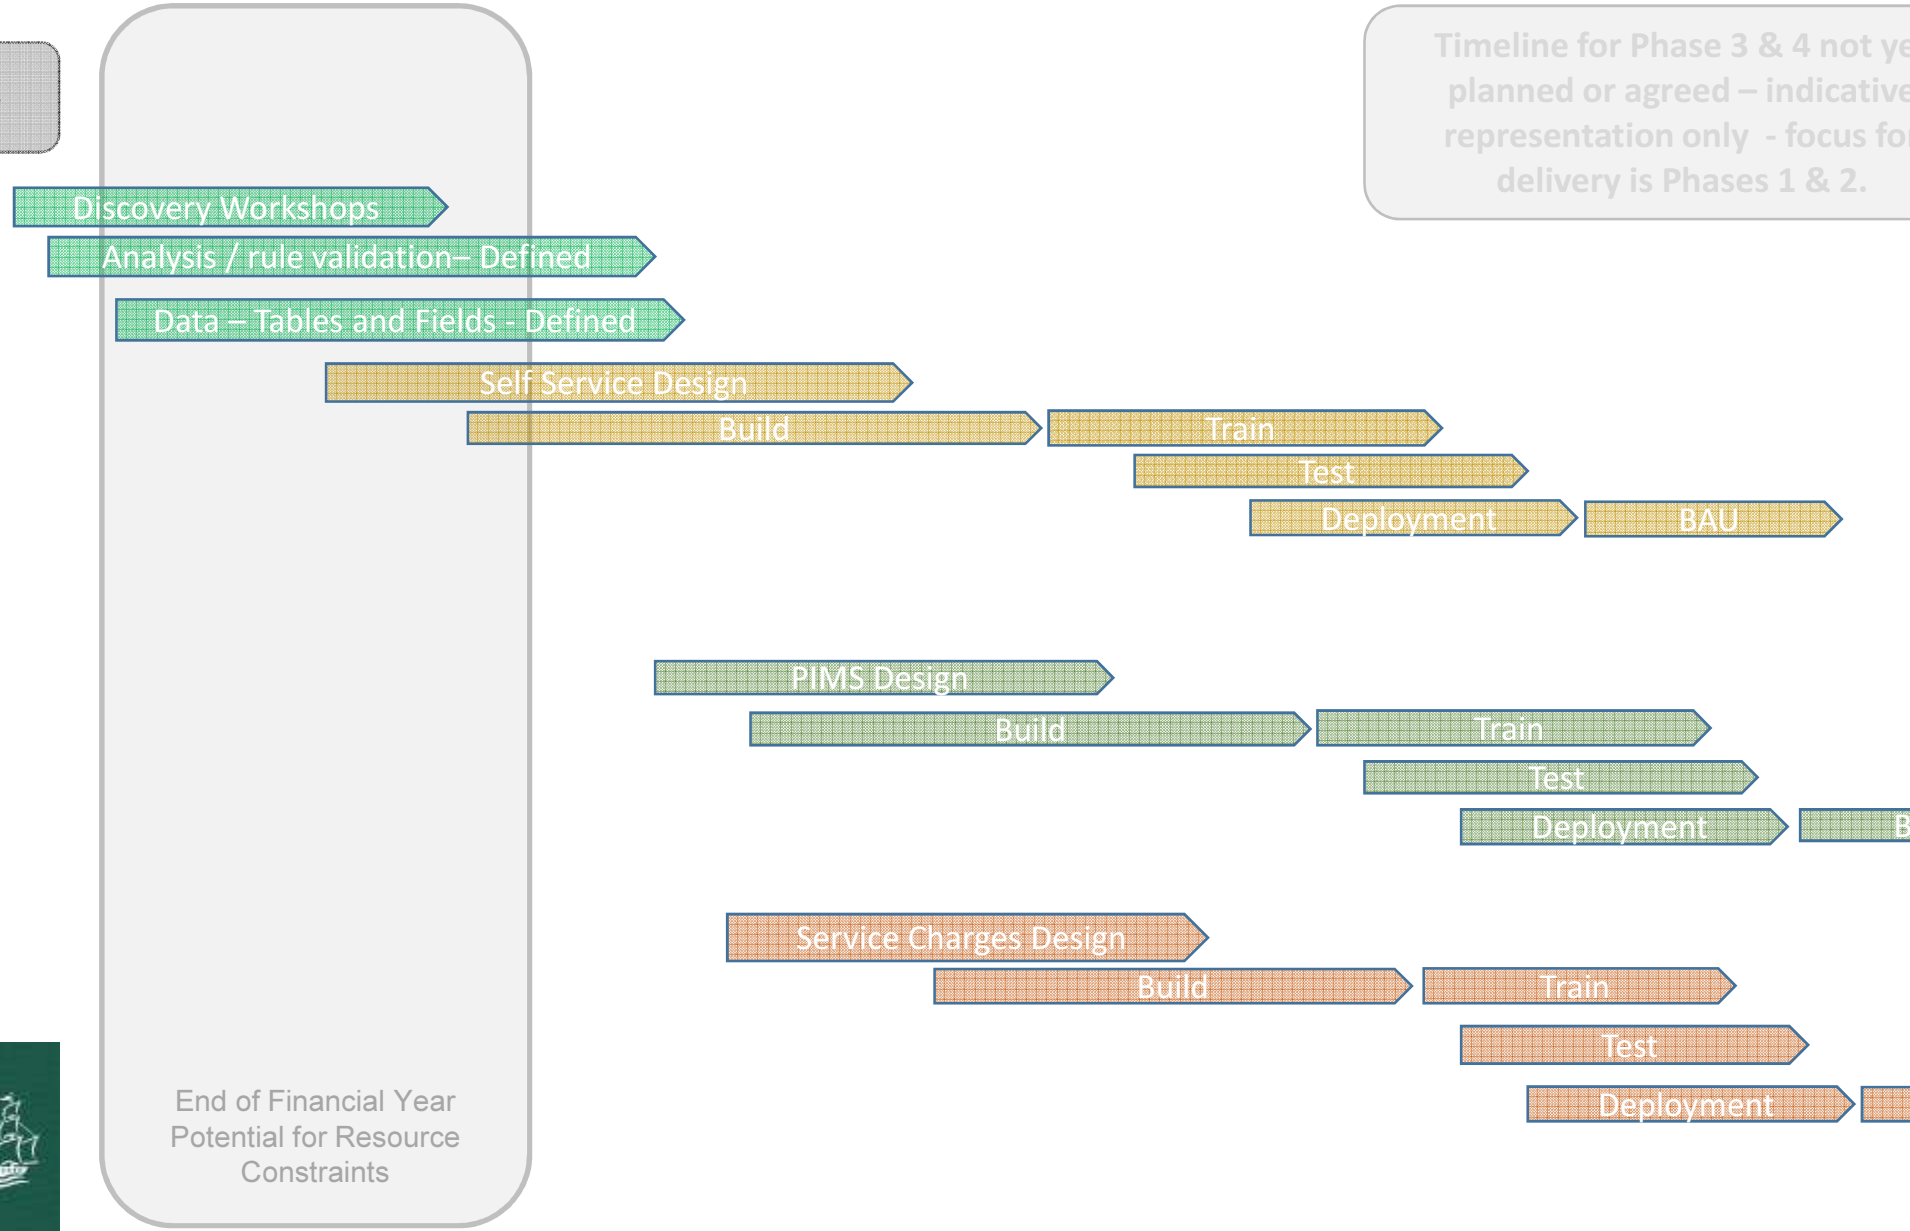 Timeline for Phase 3 & 4 not ye
planned or agreed – indicative
representation only - focus for
delivery is Phases 1 & 2.
Discovery Workshops
Analysis / rule validation– Defined
Data – Tables and Fields - Defined
Self Service Design
Build
Train
Test
Deployment
BAU
PIMS Design
Build
Train
Test
Deployment
B
Service Charges Design
Build
Train
Test
Deployment
End of Financial Year
Potential for Resource
Constraints